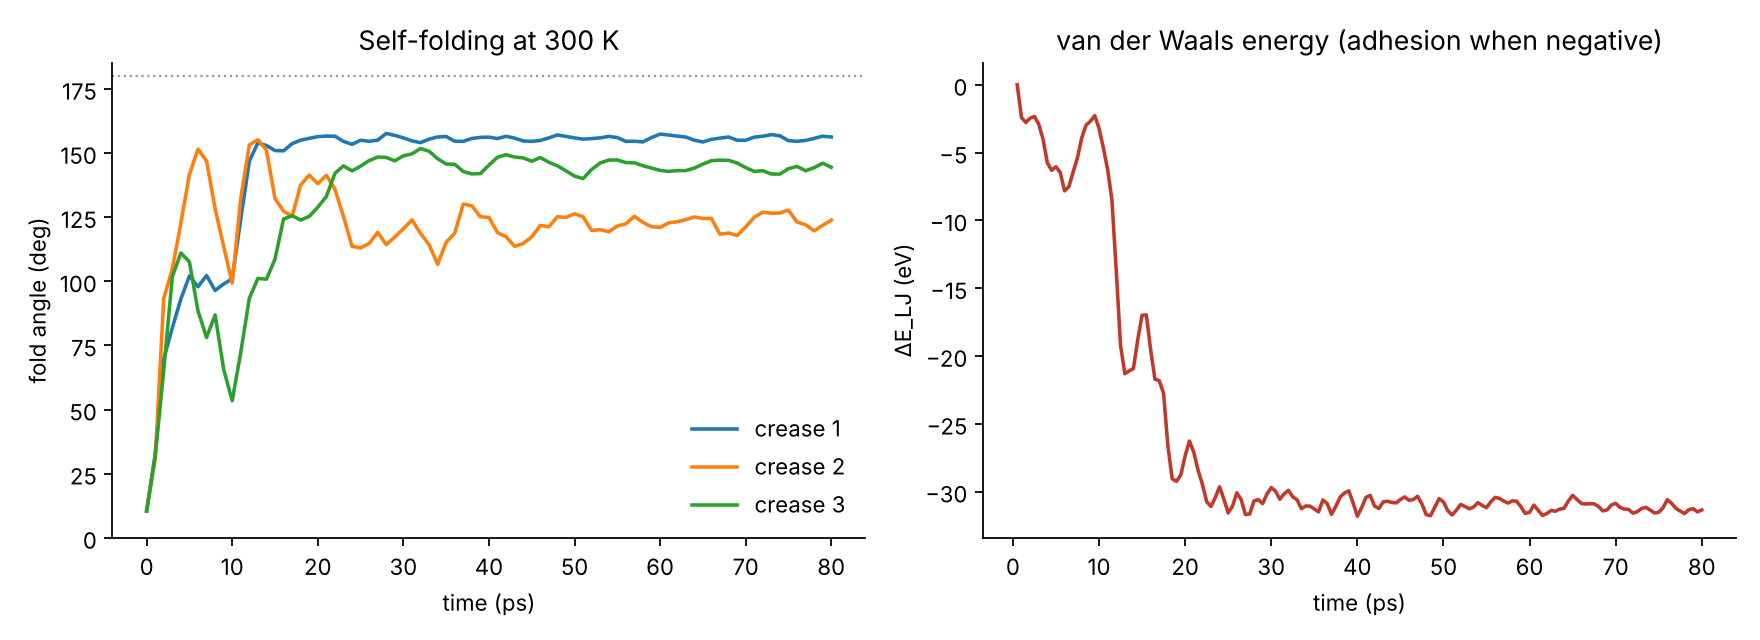 Self-folding at 300 K
fold angle (deg)
175
150
125
100
75
50
25
0
crease 1
crease 2
crease 3
0 10 20 30 40 50 60 70 80
time (ps)
van der Waals energy (adhesion when negative)
ΔE_LJ (eV)
0
−5
−10
−15
−20
−25
−30
0 10 20 30 40 50 60 70 80
time (ps)